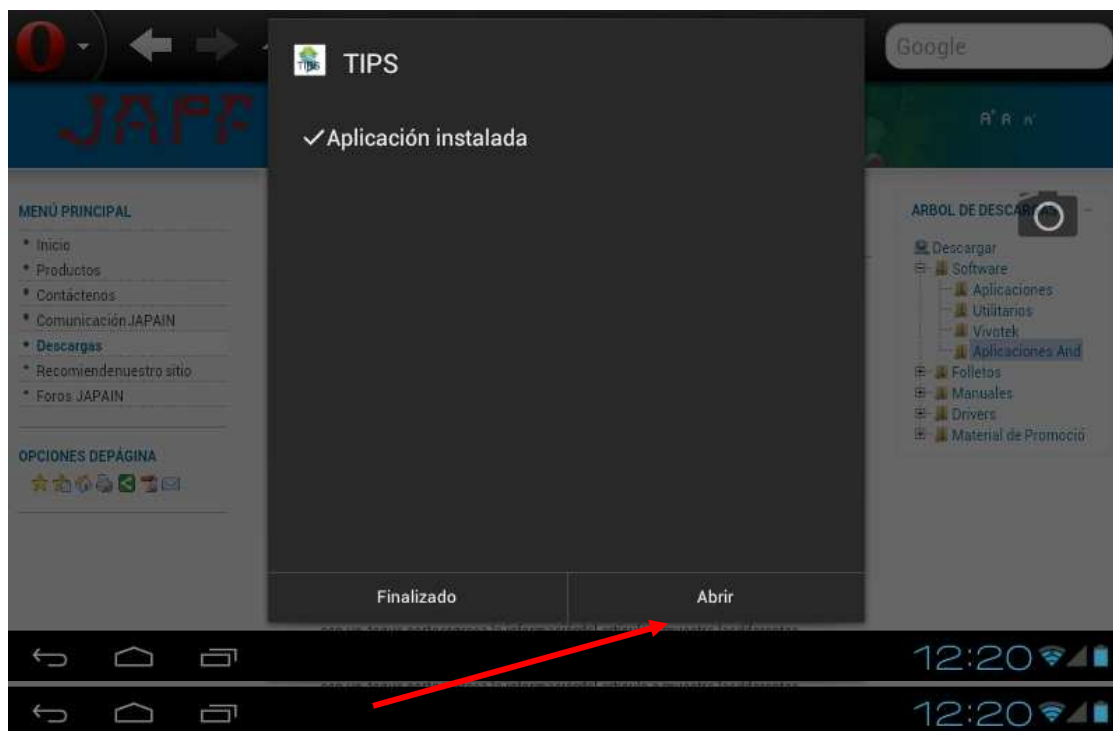 Google
TIPS
✓Aplicación instalada
MENÚ PRINCIPAL
Inicio
Productos
Contáctenos
Comunicación JAPAIN
Descargas
Recomiendenuestro sitio
Foros JAPAIN
OPCIONES DEPÁGINA
ARBOL DE DESCARGAS
Descargar
Software
Aplicaciones
Utilitarios
Vivotek
Aplicaciones And
Folletos
Manuales
Drivers
Material de Promoció
Finalizado
Abrir
12:20
12:20